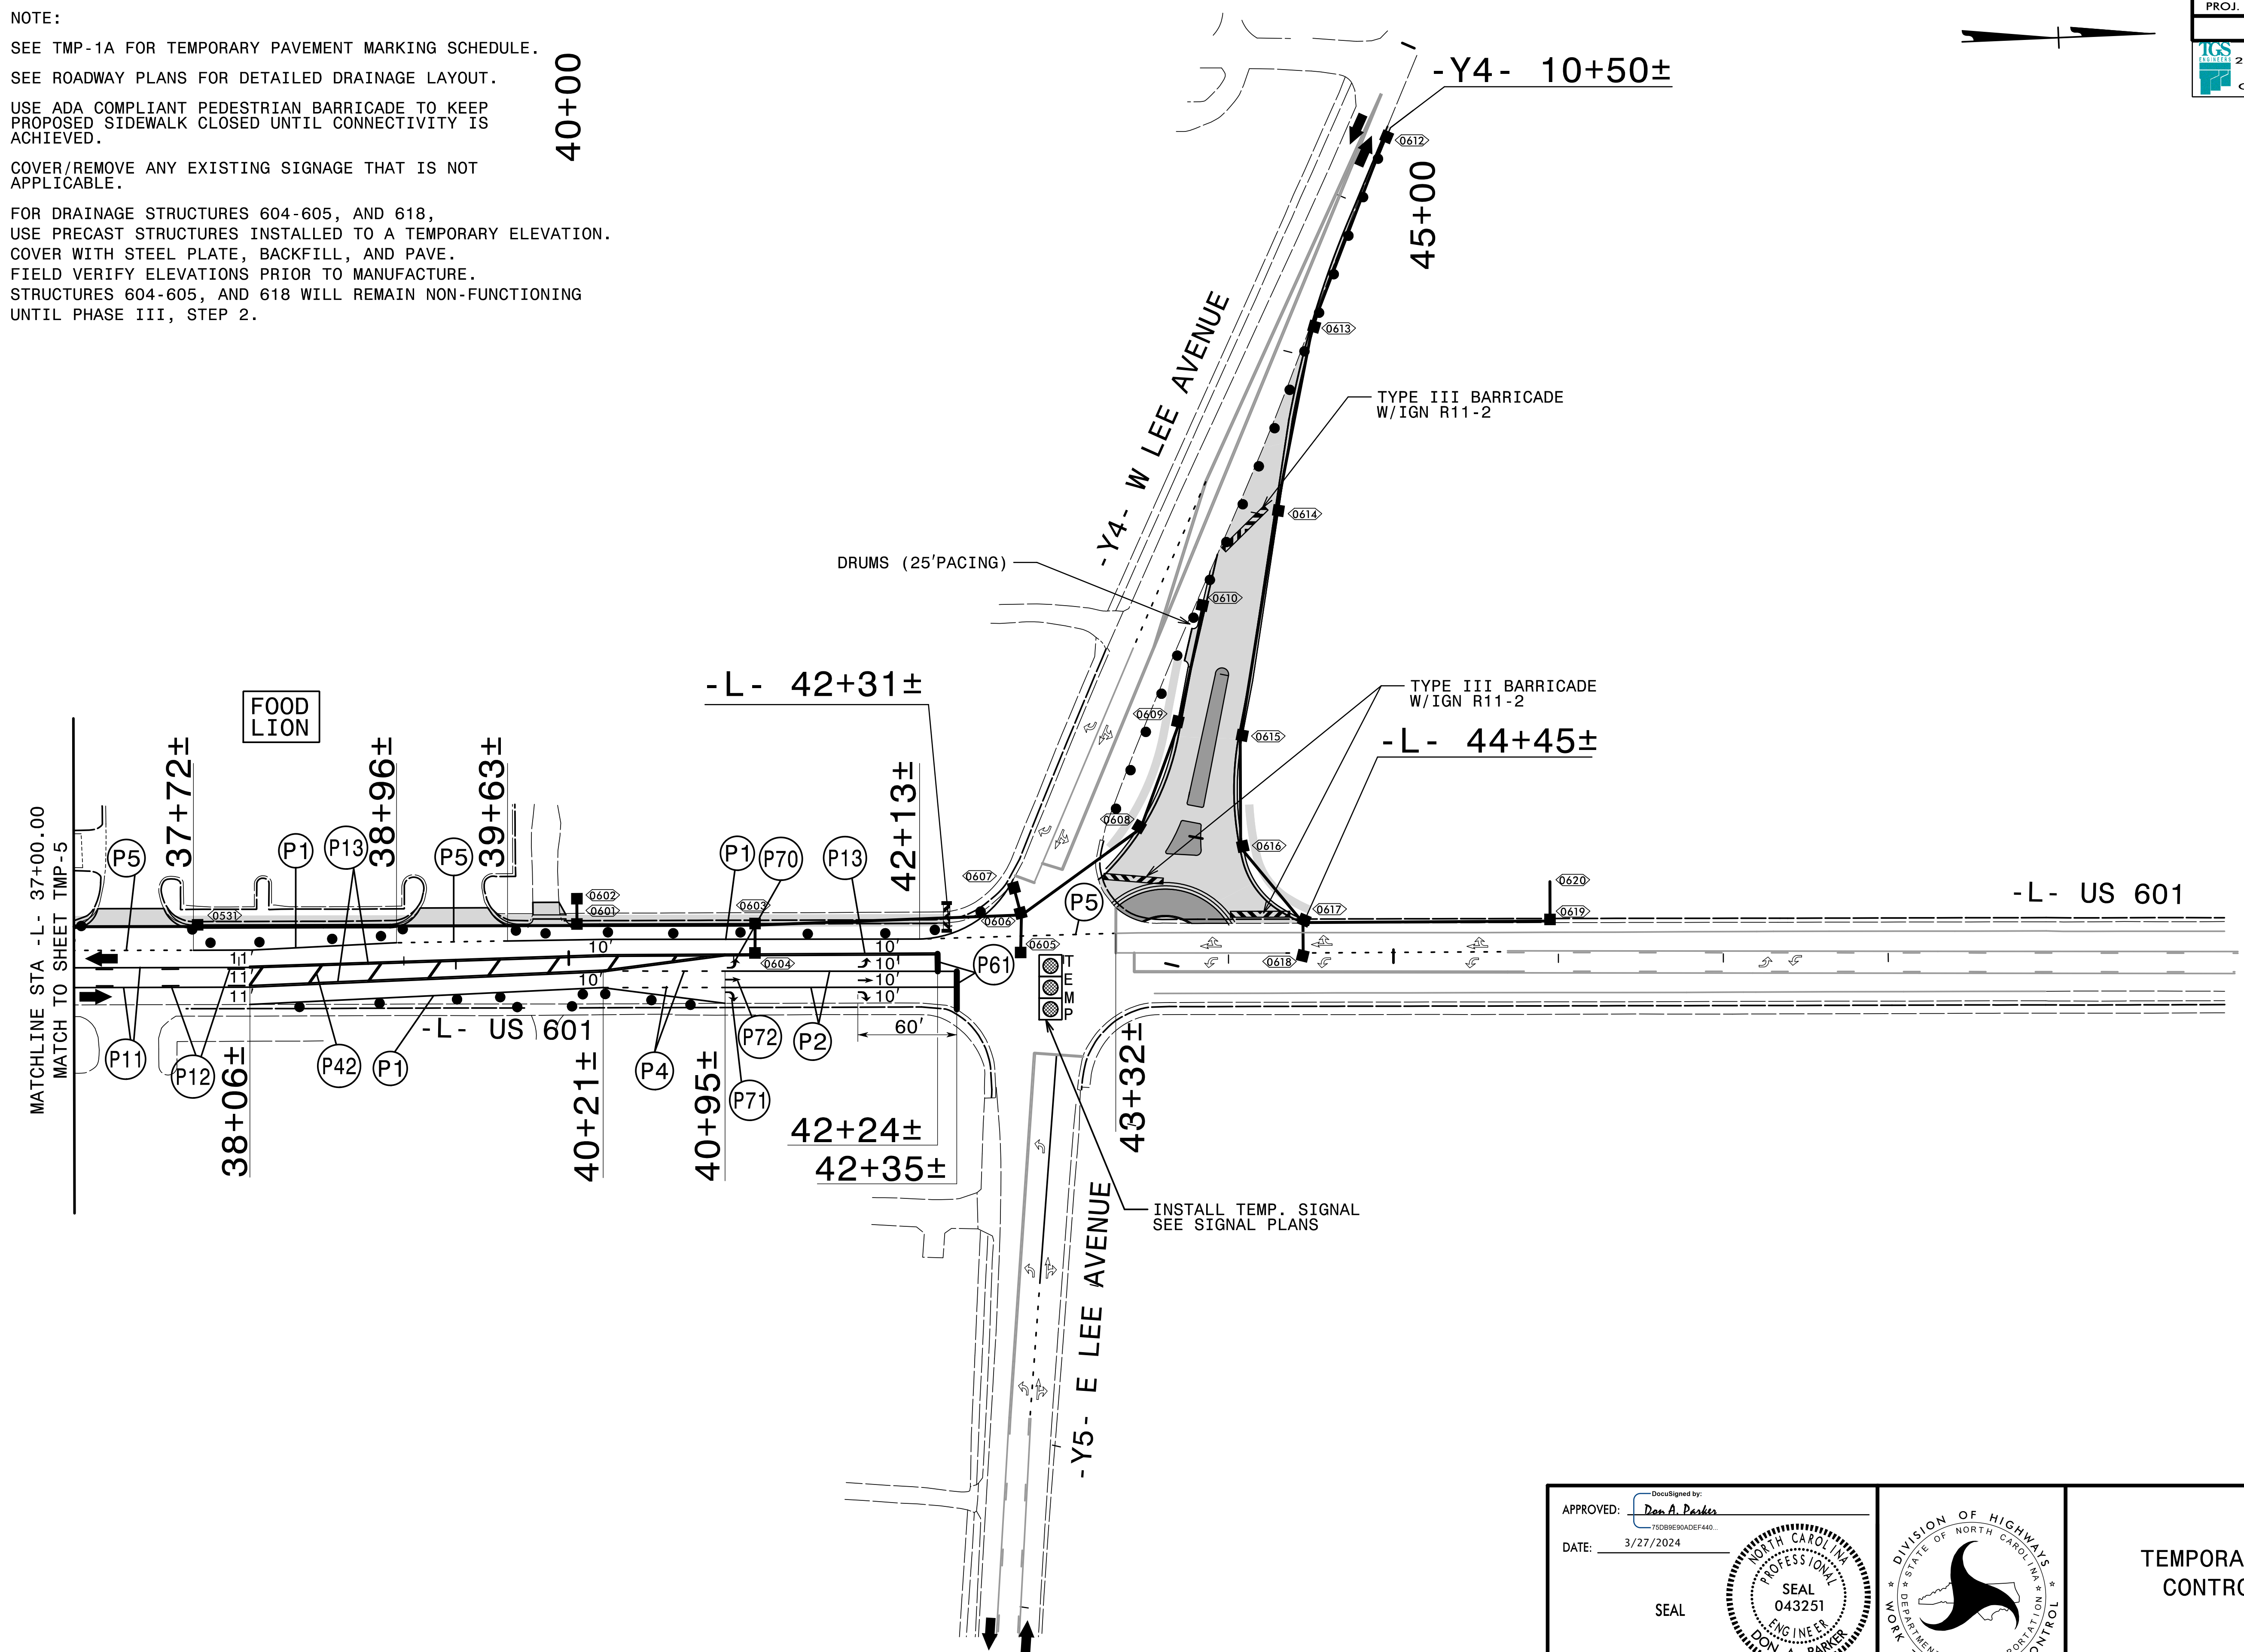 NOTE:
SEE TMP-1A FOR TEMPORARY PAVEMENT MARKING SCHEDULE.
SEE ROADWAY PLANS FOR DETAILED DRAINAGE LAYOUT.
USE ADA COMPLIANT PEDESTRIAN BARRICADE TO KEEP
PROPOSED SIDEWALK CLOSED UNTIL CONNECTIVITY IS
ACHIEVED.
COVER/REMOVE ANY EXISTING SIGNAGE THAT IS NOT
APPLICABLE.
FOR DRAINAGE STRUCTURES 604-605, AND 618,
USE PRECAST STRUCTURES INSTALLED TO A TEMPORARY ELEVATION.
COVER WITH STEEL PLATE, BACKFILL, AND PAVE.
FIELD VERIFY ELEVATIONS PRIOR TO MANUFACTURE.
STRUCTURES 604-605, AND 618 WILL REMAIN NON-FUNCTIONING
UNTIL PHASE III, STEP 2.
40+00
PROJ.
TGS
ENGINEERS
2
-Y4- 10+50±
0612
45+00
0613
-Y4- W LEE AVENUE
TYPE III BARRICADE
W/IGN R11-2
0614
DRUMS (25'PACING)
0610
-L- 42+31±
TYPE III BARRICADE
W/IGN R11-2
0609
0615
-L- 44+45±
FOOD
LION
MATCHLINE STA -L- 37+00.00
MATCH TO SHEET TMP-5
37+72±
38+96±
39+63±
42+13±
0608
0616
P5
P1
P13
P5
P1
P70
P13
0607
0620
0602
0601
0531
0603
P5
0606
0617
0619
-L- US 601
10'
10'
0605
11'
0604
10'
P61
0618
T
E
M
P
11'
10'
10'
11'
10'
-L- US 601
60'
P11
P12
P42
P1
P4
P72
P2
P71
38+06±
40+21±
40+95±
42+24±
42+35±
43+32±
INSTALL TEMP. SIGNAL
SEE SIGNAL PLANS
-Y5- E LEE AVENUE
APPROVED:
DocuSigned by:
Don A. Parker
75DB9E90ADEF440...
DATE: 3/27/2024
SEAL
NORTH CAROLINA
PROFESSIONAL
SEAL
043251
ENGINEER
DON A. PARKER
DIVISION OF HIGHWAYS
STATE OF NORTH CAROLINA
WORK
CONTROL
TEMPORA
CONTRO